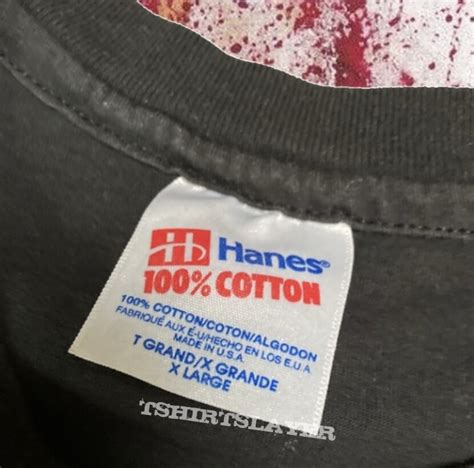 Hanes®
100% COTTON
100% COTTON/COTON/ALGODON
FABRIQUÉ AUX É-U/HECHO EN LOS E.U.A
MADE IN U.S.A.
T GRAND/X GRANDE
X LARGE
TSHIRTSLAYER